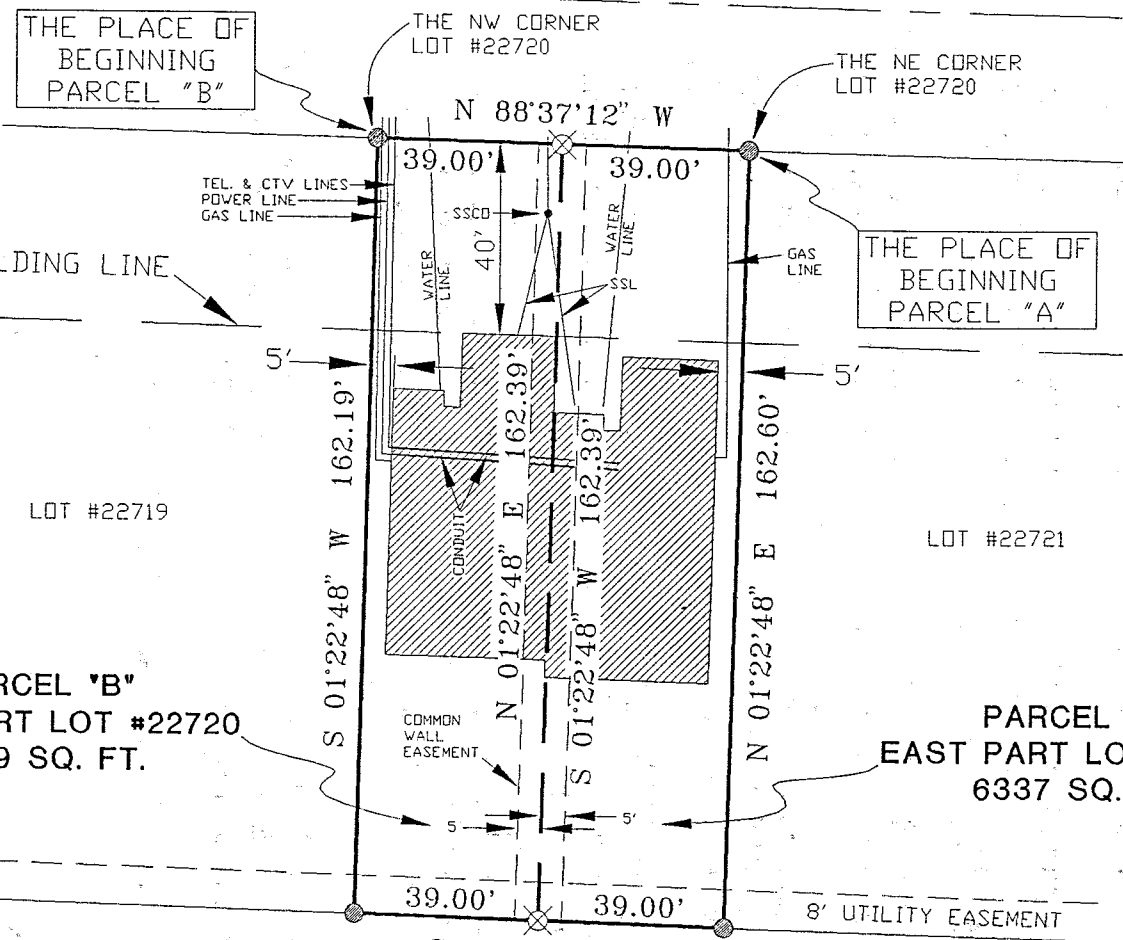 THE PLACE OF
BEGINNING
PARCEL "B"
THE NW CORNER
LOT #22720
THE NE CORNER
LOT #22720
N 88°37'12" W
39.00'
39.00'
TEL. & CTV LINES
POWER LINE
GAS LINE
SSCO
40'
WATER
LINE
WATER
LINE
SSL
GAS
LINE
THE PLACE OF
BEGINNING
PARCEL "A"
LDING LINE
5'
5'
S 01°22'48" W 162.19'
N 01°22'48" E 162.39'
S 01°22'48" W 162.39'
N 01°22'48" E 162.60'
CONDUIT
LOT #22719
LOT #22721
RCEL "B"
RT LOT #22720
9 SQ. FT.
COMMON
WALL
EASEMENT
PARCEL
EAST PART LO
6337 SQ.
5
5'
39.00'
39.00'
8' UTILITY EASEMENT